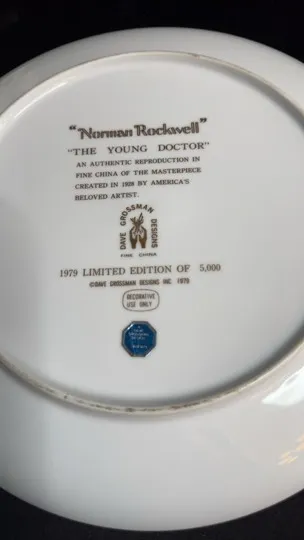 "Norman Rockwell"
"THE YOUNG DOCTOR"
AN AUTHENTIC REPRODUCTION IN
FINE CHINA OF THE MASTERPIECE
CREATED IN 1926 BY AMERICA'S
BELOVED ARTIST.
DAVE GROSSMAN DESIGNS
FINE CHINA
1979 LIMITED EDITION OF 5,000
©DAVE GROSSMAN DESIGNS INC. 1979
DECORATIVE
USE ONLY